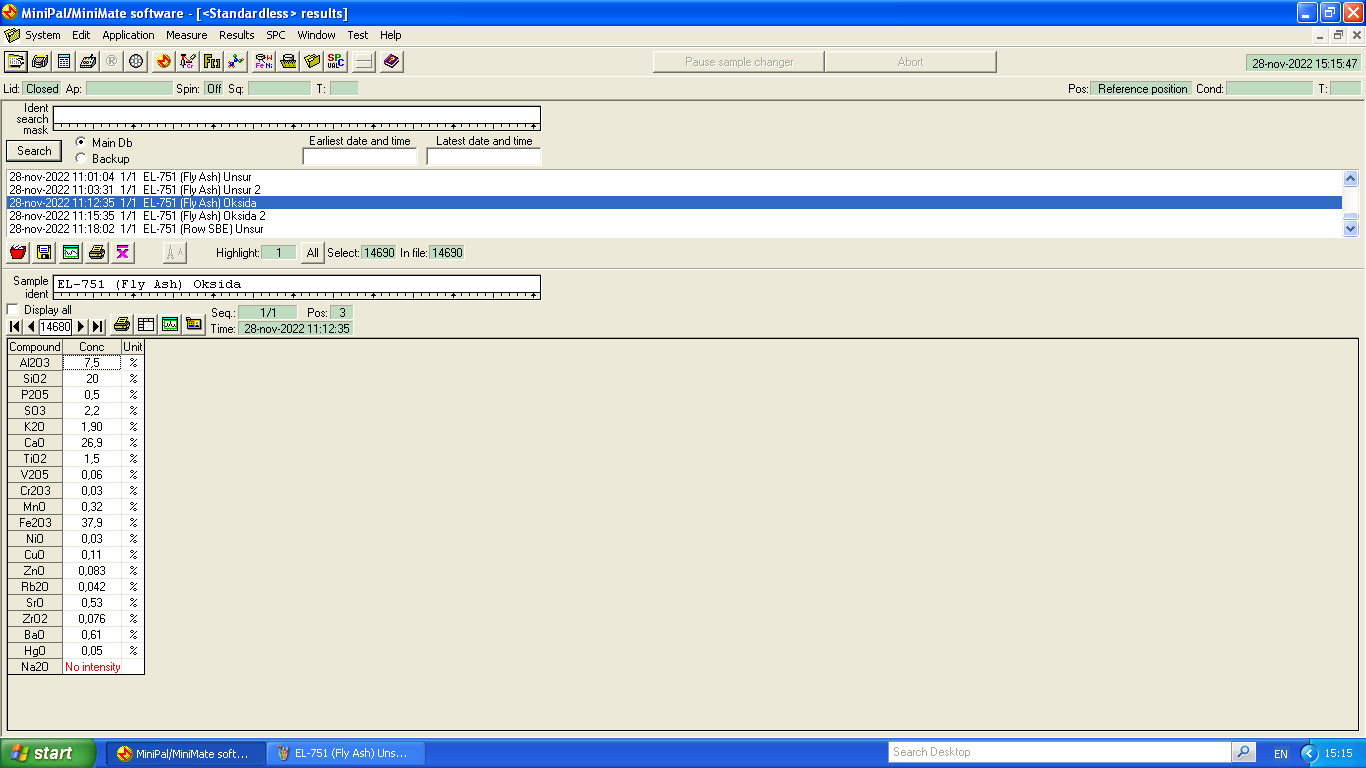 MiniPal/MiniMate software - [<Standardless> results]
System Edit Application Measure Results SPC Window Test Help
Pause sample changer Abort 28-nov-2022 15:15:47
Lid: Closed Ap: Spin: Off Sq: T: Pos: Reference position Cond: T:
Ident search mask
Search Main Db Backup Earliest date and time Latest date and time
28-nov-2022 11:01:04 1/1 EL-751 (Fly Ash) Unsur
28-nov-2022 11:03:31 1/1 EL-751 (Fly Ash) Unsur 2
28-nov-2022 11:12:35 1/1 EL-751 (Fly Ash) Oksida
28-nov-2022 11:15:35 1/1 EL-751 (Fly Ash) Oksida 2
28-nov-2022 11:18:02 1/1 EL-751 (Row SBE) Unsur
Highlight: 1 All Select: 14690 In file: 14690
Sample ident EL-751 (Fly Ash) Oksida
Display all
Seq.: 1/1 Pos: 3
14680 Time: 28-nov-2022 11:12:35
Compound Conc Unit
Al2O3 7,5 %
SiO2 20 %
P2O5 0,5 %
SO3 2,2 %
K2O 1,90 %
CaO 26,9 %
TiO2 1,5 %
V2O5 0,06 %
Cr2O3 0,03 %
MnO 0,32 %
Fe2O3 37,9 %
NiO 0,03 %
CuO 0,11 %
ZnO 0,083 %
Rb2O 0,042 %
SrO 0,53 %
ZrO2 0,076 %
BaO 0,61 %
HgO 0,05 %
Na2O No intensity
start MiniPal/MiniMate soft... EL-751 (Fly Ash) Uns... Search Desktop EN 15:15